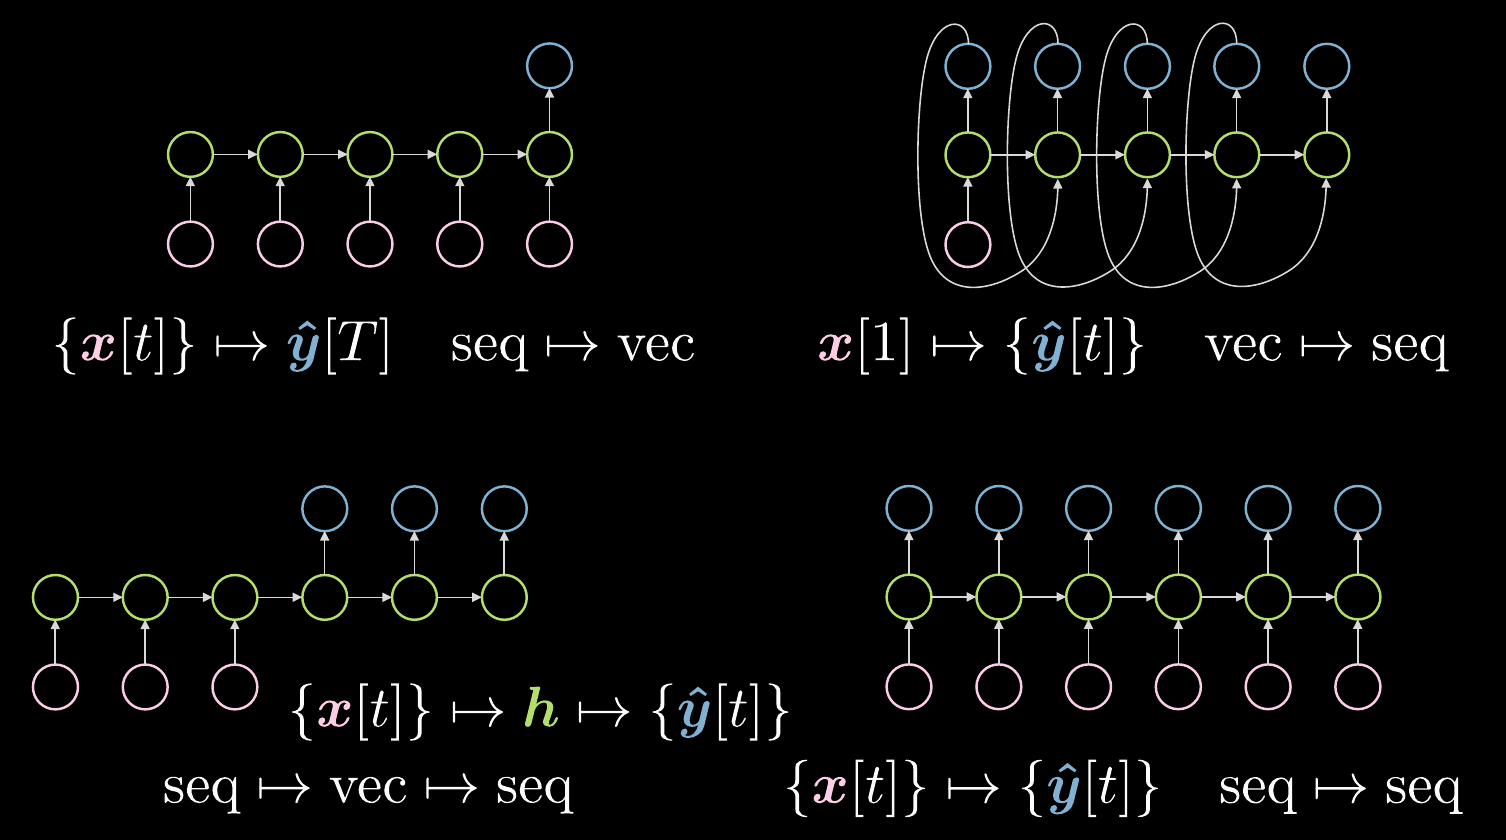 {x[t]} ↦ ŷ[T] seq ↦ vec
x[1] ↦ {ŷ[t]} vec ↦ seq
{x[t]} ↦ h ↦ {ŷ[t]}
seq ↦ vec ↦ seq
{x[t]} ↦ {ŷ[t]} seq ↦ seq